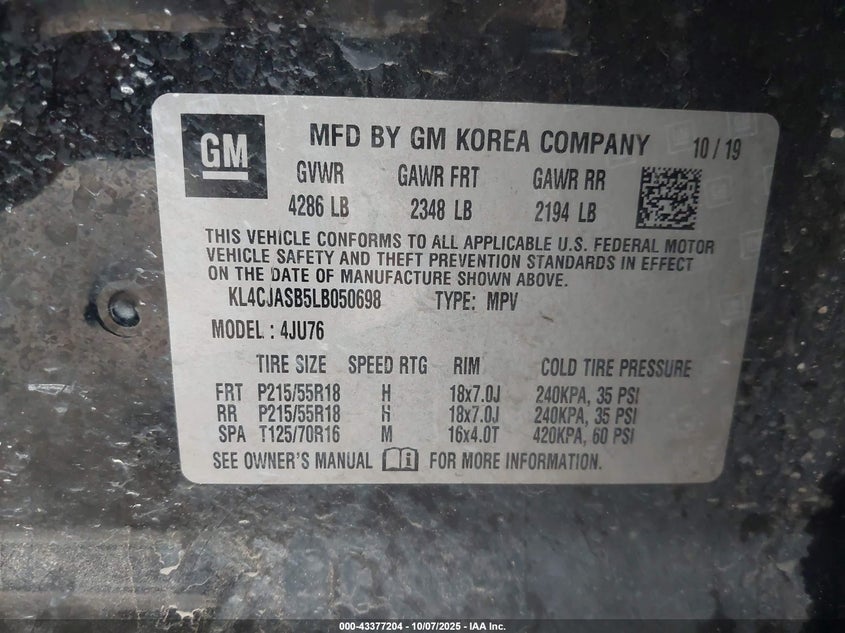 GM MFD BY GM KOREA COMPANY 10 / 19
GVWR GAWR FRT GAWR RR
4286 LB 2348 LB 2194 LB
THIS VEHICLE CONFORMS TO ALL APPLICABLE U.S. FEDERAL MOTOR
VEHICLE SAFETY AND THEFT PREVENTION STANDARDS IN EFFECT
ON THE DATE OF MANUFACTURE SHOWN ABOVE.
KL4CJASB5LB050698 TYPE: MPV
MODEL : 4JU76
TIRE SIZE SPEED RTG RIM COLD TIRE PRESSURE
FRT P215/55R18 H 18x7.0J 240KPA, 35 PSI
RR P215/55R18 H 18x7.0J 240KPA, 35 PSI
SPA T125/70R16 M 16x4.0T 420KPA, 60 PSI
SEE OWNER'S MANUAL FOR MORE INFORMATION.
000-43377204 - 10/07/2025 - IAA Inc.